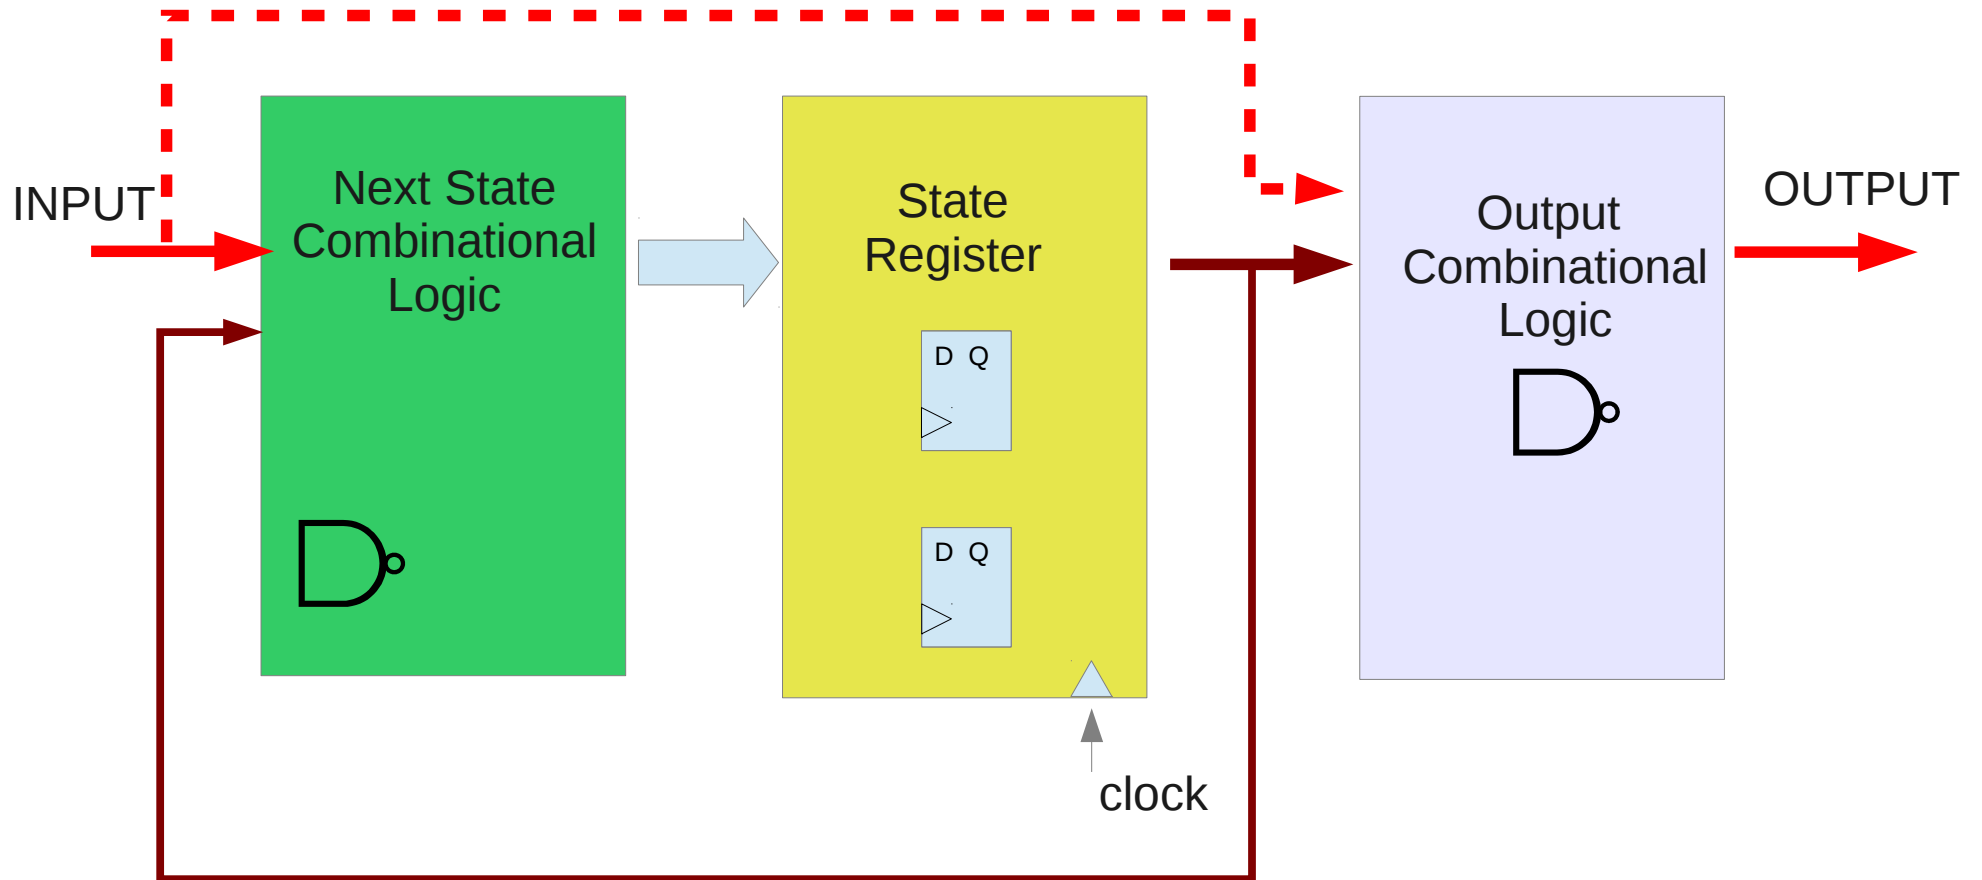 INPUT
Next State
Combinational
Logic
State
Register
D Q
D Q
clock
Output
Combinational
Logic
OUTPUT